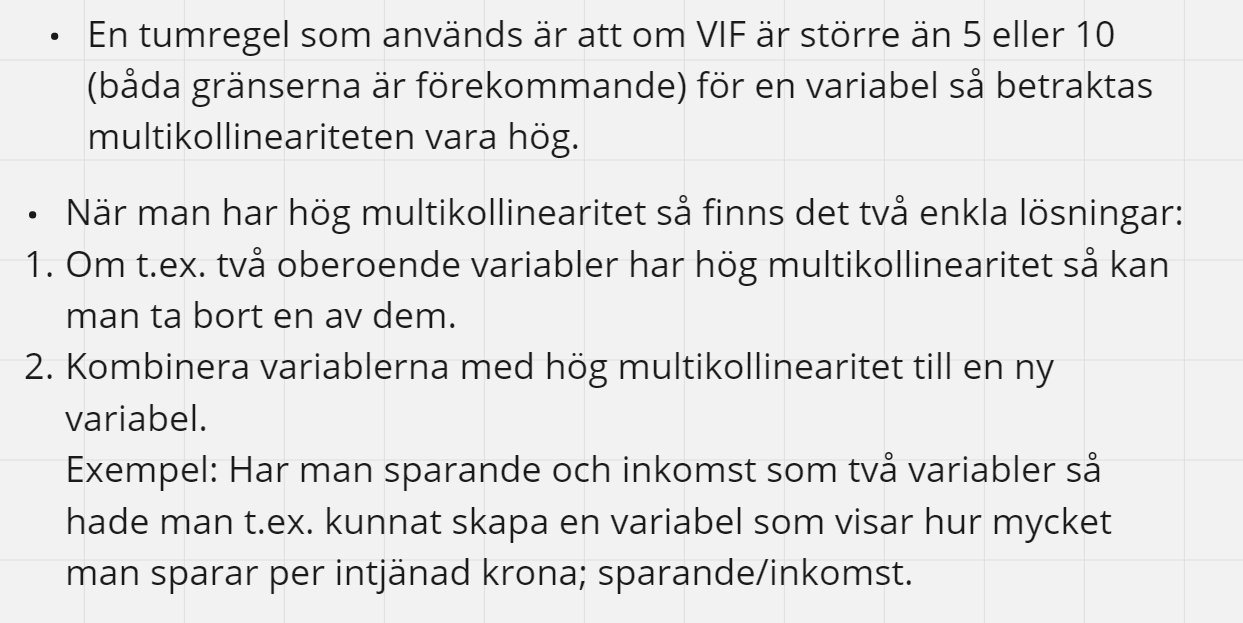 • En tumregel som används är att om VIF är större än 5 eller 10
(båda gränserna är förekommande) för en variabel så betraktas
multikollineariteten vara hög.
• När man har hög multikollinearitet så finns det två enkla lösningar:
1. Om t.ex. två oberoende variabler har hög multikollinearitet så kan
man ta bort en av dem.
2. Kombinera variablerna med hög multikollinearitet till en ny
variabel.
Exempel: Har man sparande och inkomst som två variabler så
hade man t.ex. kunnat skapa en variabel som visar hur mycket
man sparar per intjänad krona; sparande/inkomst.